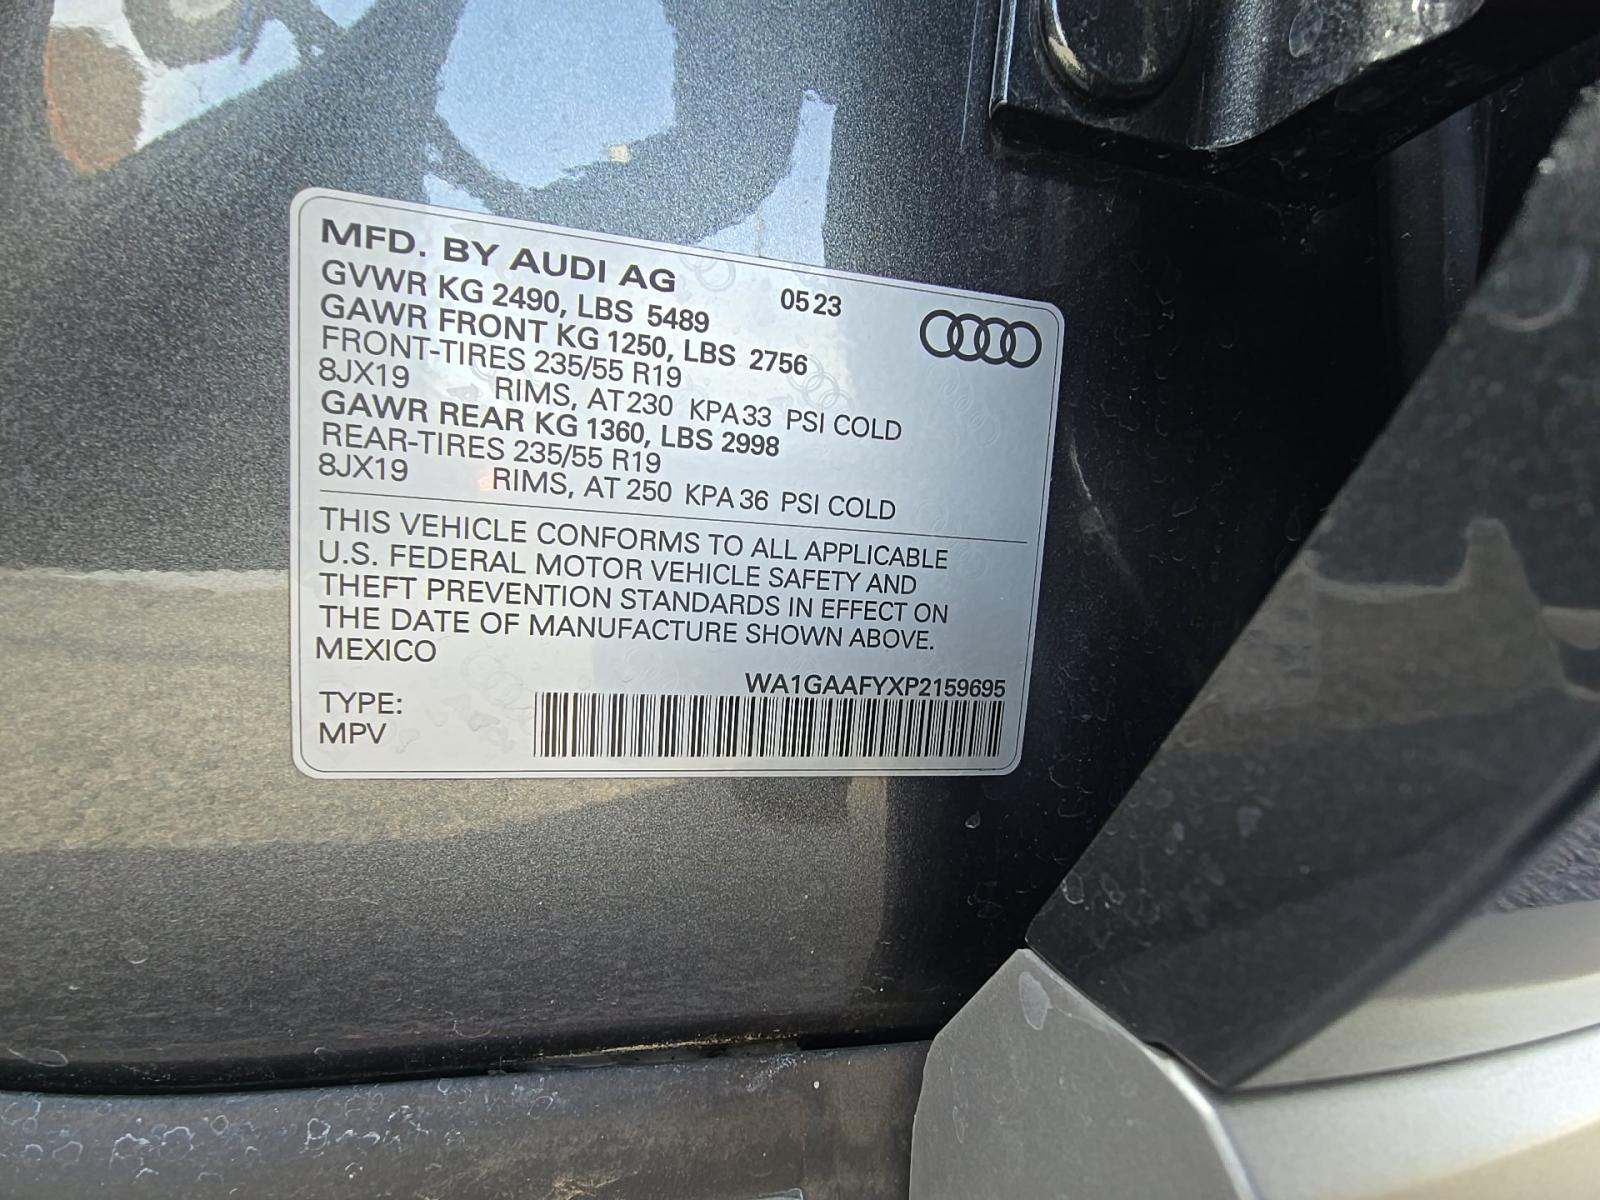 MFD. BY AUDI AG 05 23
GVWR KG 2490, LBS 5489
GAWR FRONT KG 1250, LBS 2756
FRONT-TIRES 235/55 R19
8JX19 RIMS, AT 230 KPA 33 PSI COLD
GAWR REAR KG 1360, LBS 2998
REAR-TIRES 235/55 R19
8JX19 RIMS, AT 250 KPA 36 PSI COLD
THIS VEHICLE CONFORMS TO ALL APPLICABLE
U.S. FEDERAL MOTOR VEHICLE SAFETY AND
THEFT PREVENTION STANDARDS IN EFFECT ON
THE DATE OF MANUFACTURE SHOWN ABOVE.
MEXICO
WA1GAAFYXP2159695
TYPE:
MPV